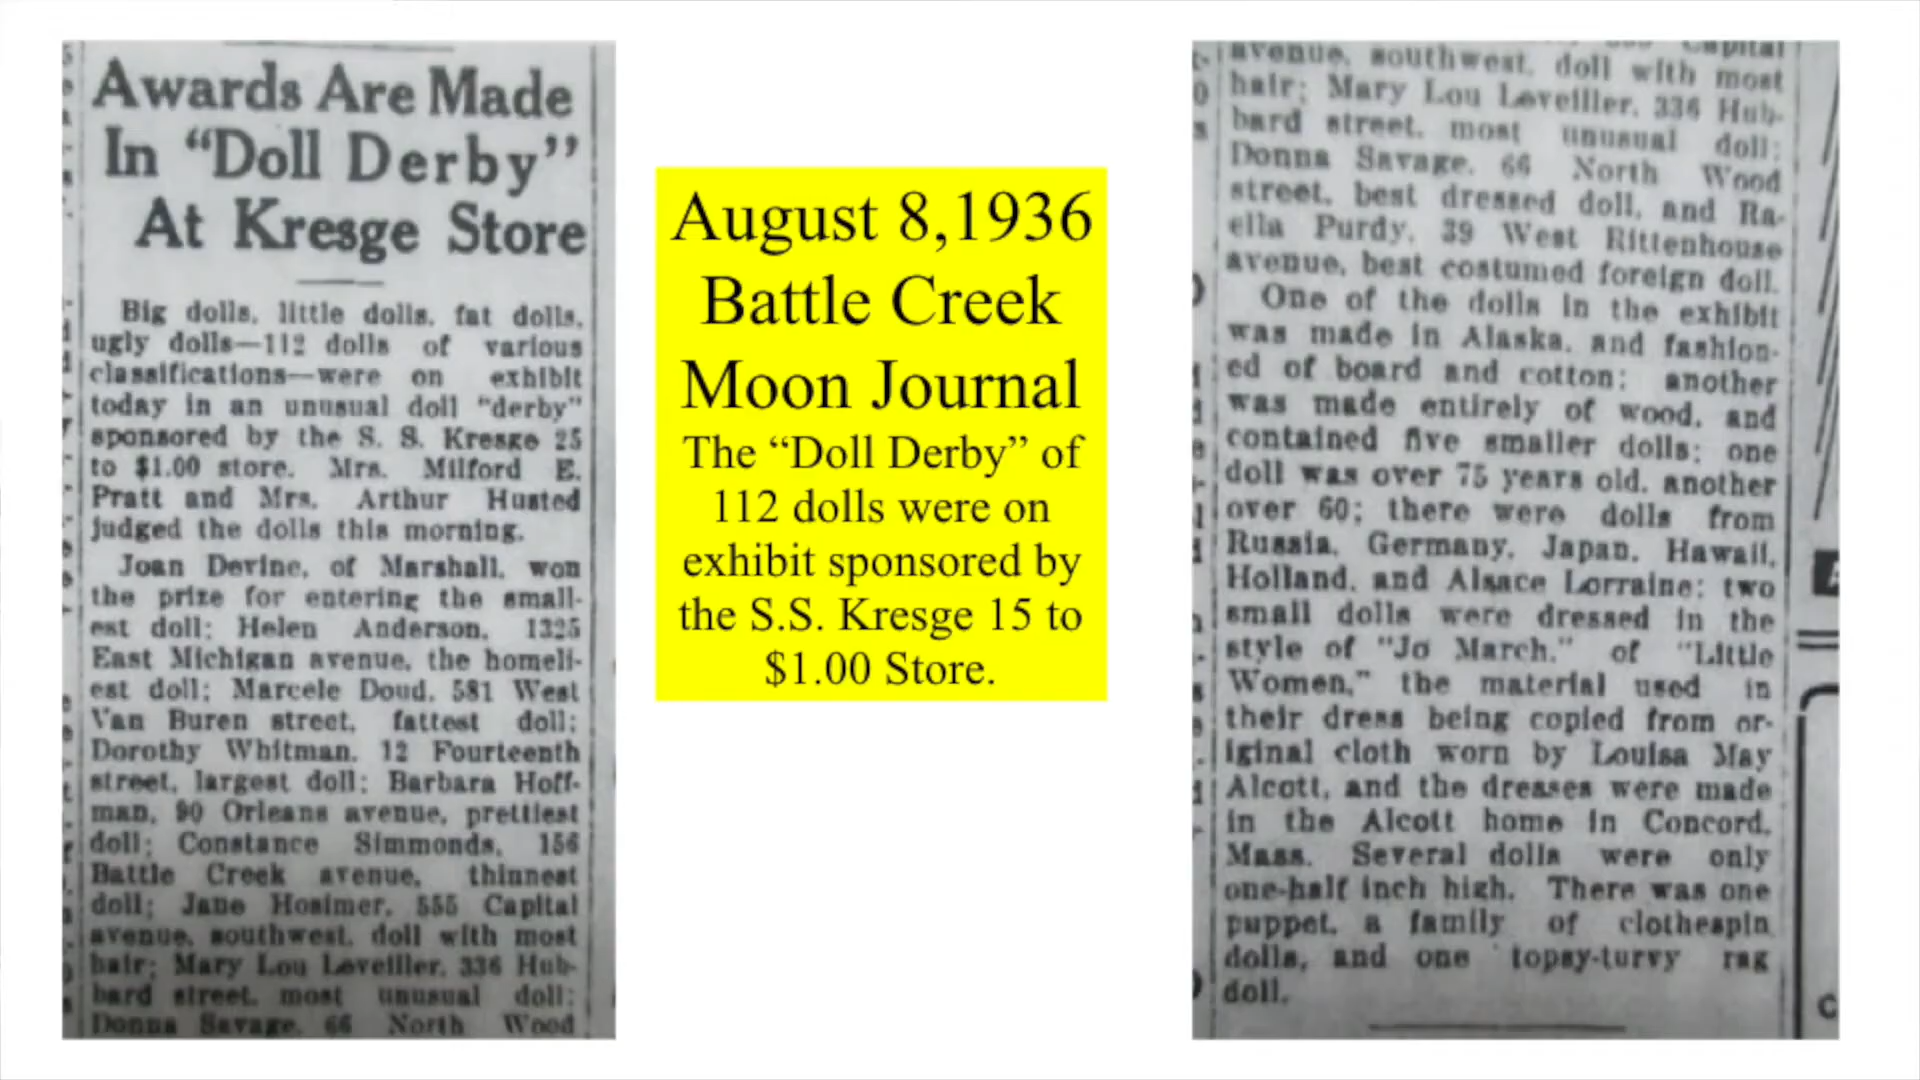 Awards Are Made
In “Doll Derby”
At Kresge Store
Big dolls, little dolls, fat dolls,
ugly dolls—112 dolls of various
classifications—were on exhibit
today in an unusual doll "derby"
sponsored by the S. S. Kresge 25
to $1.00 store. Mrs. Milford E.
Pratt and Mrs. Arthur Husted
judged the dolls this morning.
Joan Devine, of Marshall, won
the prize for entering the small-
est doll; Helen Anderson, 1325
East Michigan avenue, the homeli-
est doll; Marcele Doud, 581 West
Van Buren street, fattest doll;
Dorothy Whitman, 12 Fourteenth
street, largest doll; Barbara Hoff-
man, 90 Orleans avenue, prettiest
doll; Constance Simmonds, 156
Battle Creek avenue, thinnest
doll; Jane Hosimer, 555 Capital
avenue, southwest, doll with most
hair; Mary Lou Leveiller, 336 Hub-
bard street, most unusual doll;
Donna Savage, 66 North Wood
August 8,1936
Battle Creek
Moon Journal
The “Doll Derby” of
112 dolls were on
exhibit sponsored by
the S.S. Kresge 15 to
$1.00 Store.
Capital
avenue, southwest, doll with most
hair; Mary Lou Leveiller, 336 Hub-
bard street, most unusual doll;
Donna Savage, 66 North Wood
street, best dressed doll, and Ra-
ella Purdy, 39 West Rittenhouse
avenue, best costumed foreign doll.
One of the dolls in the exhibit
was made in Alaska, and fashion-
ed of board and cotton; another
was made entirely of wood, and
contained five smaller dolls; one
doll was over 75 years old, another
over 60; there were dolls from
Russia, Germany, Japan, Hawaii,
Holland, and Alsace Lorraine; two
small dolls were dressed in the
style of "Jo March," of "Little
Women," the material used in
their dress being copied from or-
iginal cloth worn by Louisa May
Alcott, and the dresses were made
in the Alcott home in Concord,
Mass. Several dolls were only
one-half inch high. There was one
puppet, a family of clothespin
dolls, and one topsy-turvy rag
doll.